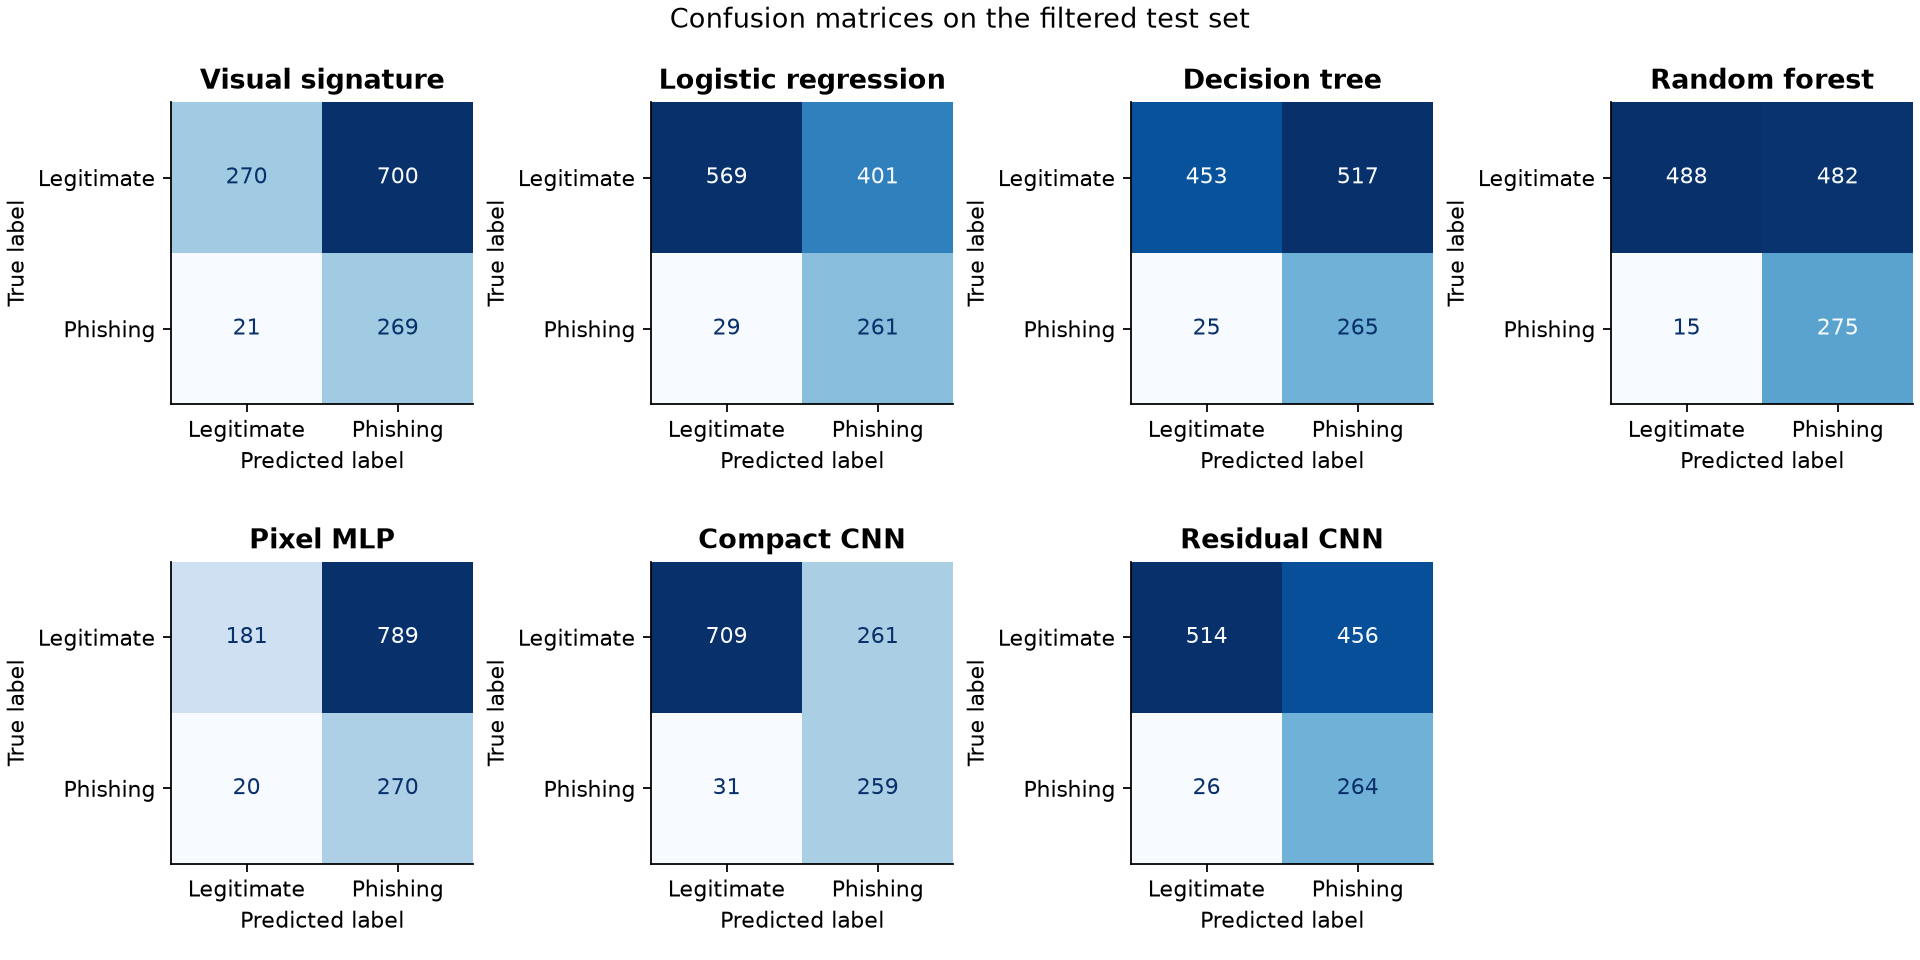 Confusion matrices on the filtered test set
Visual signature
True label
Legitimate
270
700
Phishing
21
269
Legitimate
Phishing
Predicted label
Logistic regression
True label
Legitimate
569
401
Phishing
29
261
Legitimate
Phishing
Predicted label
Decision tree
True label
Legitimate
453
517
Phishing
25
265
Legitimate
Phishing
Predicted label
Random forest
True label
Legitimate
488
482
Phishing
15
275
Legitimate
Phishing
Predicted label
Pixel MLP
True label
Legitimate
181
789
Phishing
20
270
Legitimate
Phishing
Predicted label
Compact CNN
True label
Legitimate
709
261
Phishing
31
259
Legitimate
Phishing
Predicted label
Residual CNN
True label
Legitimate
514
456
Phishing
26
264
Legitimate
Phishing
Predicted label